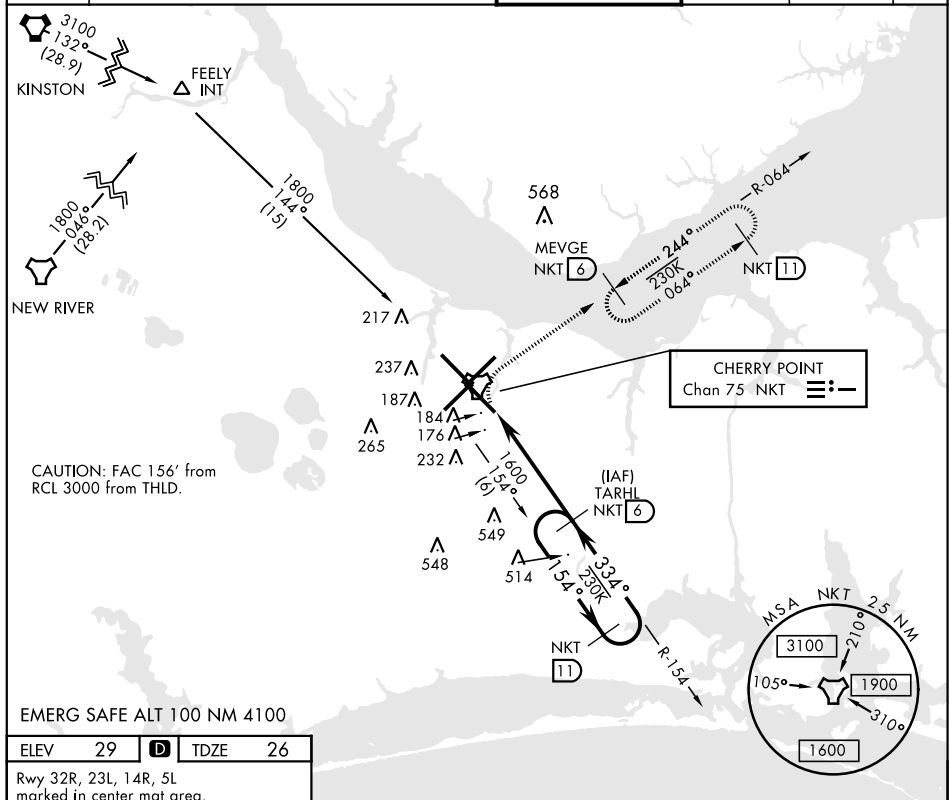 3100
132°
(28.9)
KINSTON
FEELY
INT
1800
046°
(28.2)
NEW RIVER
1800
144°
(15)
568
MEVGE
NKT 6
R-064
244°
230K
064°
NKT 11
217
237
187
184
176
265
232
CHERRY POINT
Chan 75 NKT
CAUTION: FAC 156' from
RCL 3000 from THLD.
1600
154°
(6)
(IAF)
TARHL
NKT 6
549
548
514
334°
230K
154°
NKT
11
R-154
MSA NKT 25 NM
3100
210°
105°
1900
310°
1600
EMERG SAFE ALT 100 NM 4100
ELEV 29 D TDZE 26
Rwy 32R, 23L, 14R, 5L
marked in center mat area.